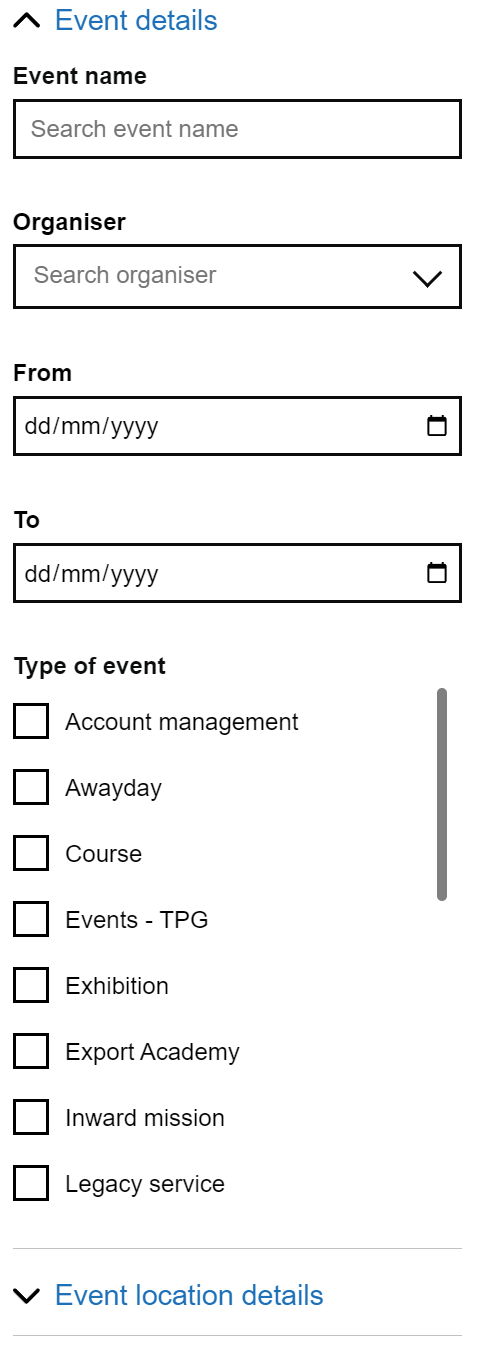 Event details
Event name
Search event name
Organiser
Search organiser
From
dd/mm/yyyy
To
dd/mm/yyyy
Type of event
Account management
Awayday
Course
Events - TPG
Exhibition
Export Academy
Inward mission
Legacy service
Event location details